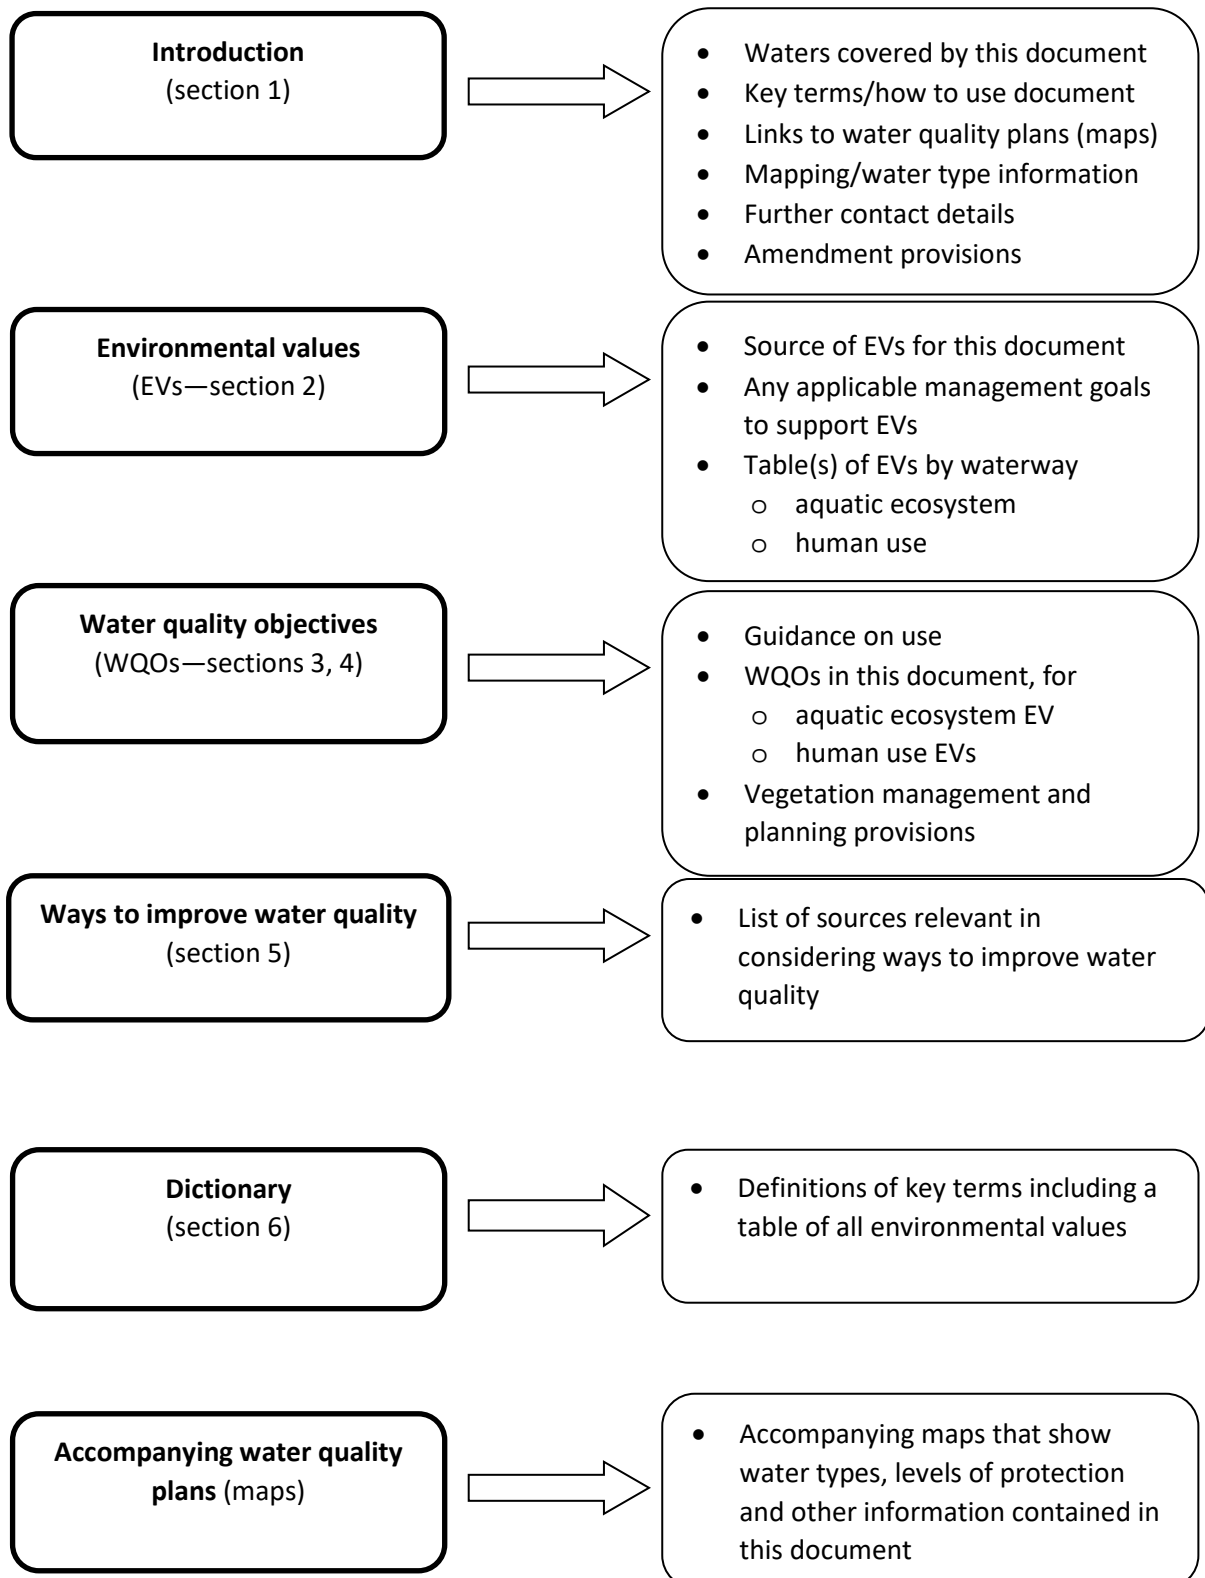 Introduction
(section 1)
• Waters covered by this document
• Key terms/how to use document
• Links to water quality plans (maps)
• Mapping/water type information
• Further contact details
• Amendment provisions
Environmental values
(EVs—section 2)
• Source of EVs for this document
• Any applicable management goals
to support EVs
• Table(s) of EVs by waterway
o aquatic ecosystem
o human use
Water quality objectives
(WQOs—sections 3, 4)
• Guidance on use
• WQOs in this document, for
o aquatic ecosystem EV
o human use EVs
• Vegetation management and
planning provisions
Ways to improve water quality
(section 5)
• List of sources relevant in
considering ways to improve water
quality
Dictionary
(section 6)
• Definitions of key terms including a
table of all environmental values
Accompanying water quality
plans (maps)
• Accompanying maps that show
water types, levels of protection
and other information contained in
this document